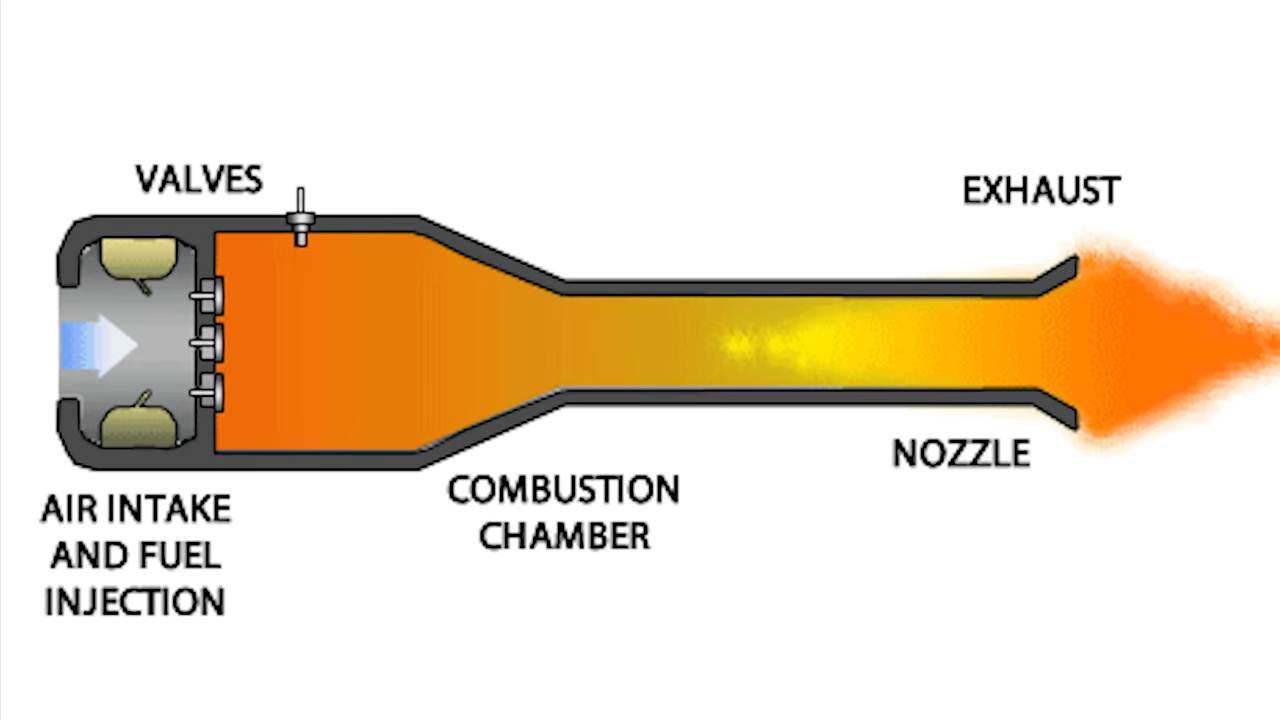 VALVES
EXHAUST
NOZZLE
COMBUSTION
CHAMBER
AIR INTAKE
AND FUEL
INJECTION